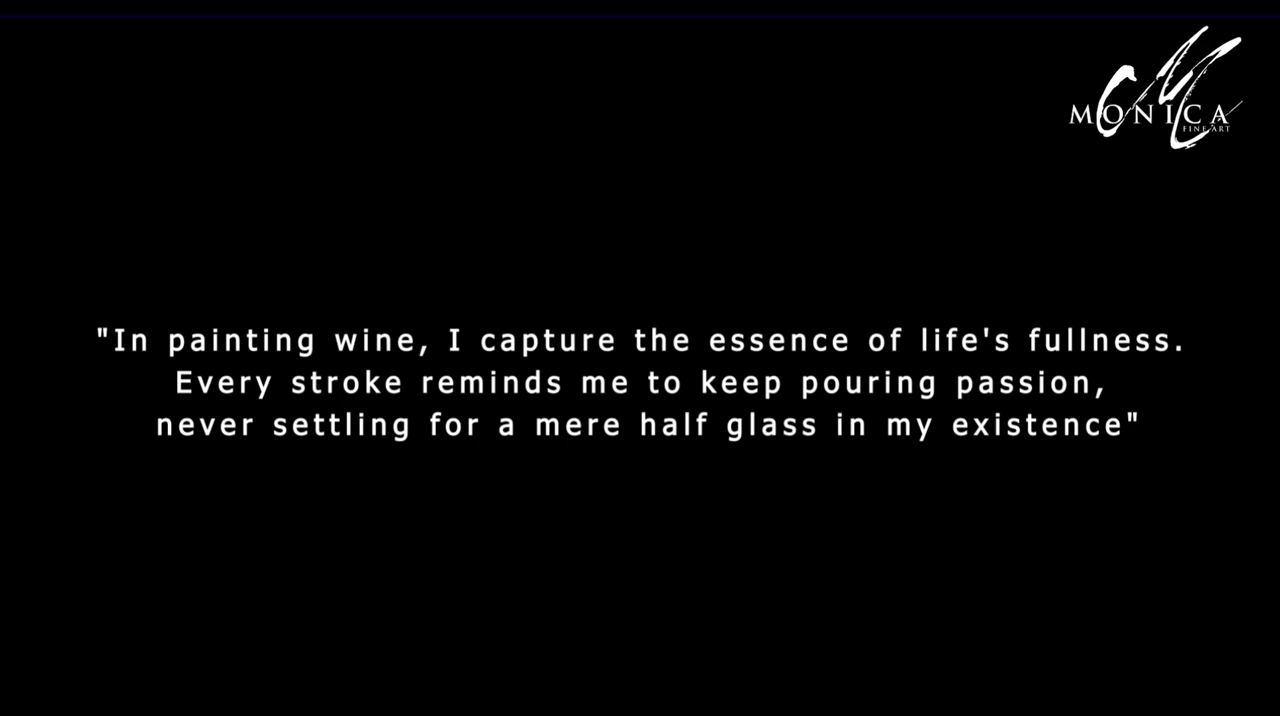 MONICA
FINE ART
"In painting wine, I capture the essence of life's fullness.
Every stroke reminds me to keep pouring passion,
never settling for a mere half glass in my existence"